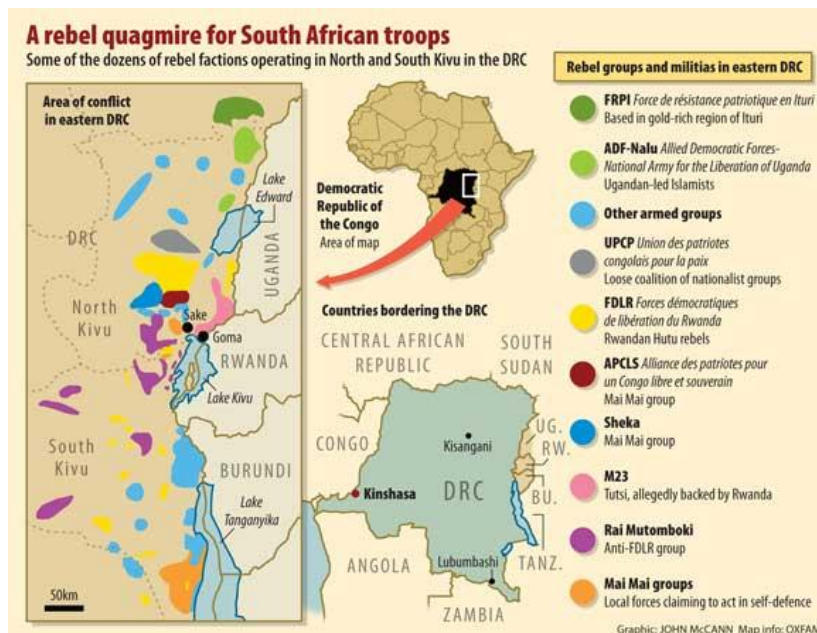 A rebel quagmire for South African troops
Some of the dozens of rebel factions operating in North and South Kivu in the DRC
Area of conflict
in eastern DRC
DRC
Lake
Edward
UGANDA
North
Kivu
Sake
Goma
RWANDA
Lake Kivu
South
Kivu
BURUNDI
Lake
Tanganyika
50km
Democratic
Republic of
the Congo
Area of map
Countries bordering the DRC
CENTRAL AFRICAN
REPUBLIC
SOUTH
SUDAN
CONGO
Kisangani
UG.
RW.
Kinshasa
DRC
BU.
ANGOLA
Lubumbashi
TANZ.
ZAMBIA
Rebel groups and militias in eastern DRC
FRPI Force de résistance patriotique en Ituri
Based in gold-rich region of Ituri
ADF-Nalu Allied Democratic Forces-
National Army for the Liberation of Uganda
Ugandan-led Islamists
Other armed groups
UPCP Union des patriotes
congolais pour la paix
Loose coalition of nationalist groups
FDLR Forces démocratiques
de libération du Rwanda
Rwandan Hutu rebels
APCLS Alliance des patriotes pour
un Congo libre et souverain
Mai Mai group
Sheka
Mai Mai group
M23
Tutsi, allegedly backed by Rwanda
Rai Mutomboki
Anti-FDLR group
Mai Mai groups
Local forces claiming to act in self-defence
Graphic: JOHN McCANN Map info: OXFAM